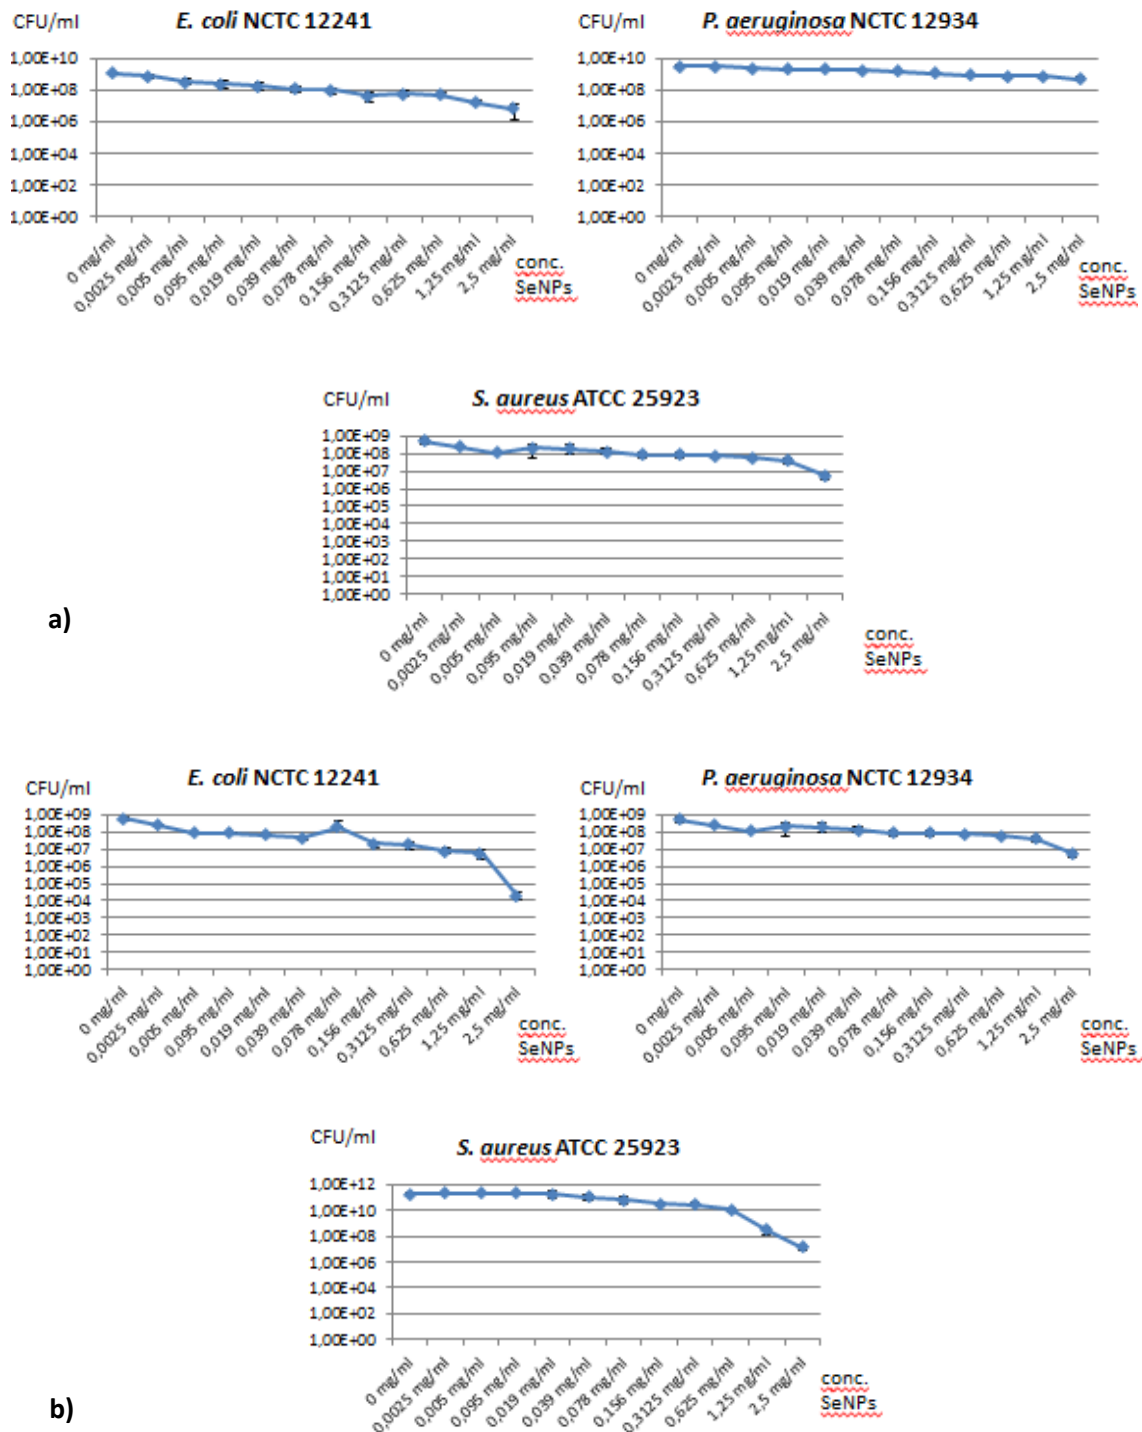 CFU/ml
E. coli NCTC 12241
1,00E+10
1,00E+08
1,00E+06
1,00E+04
1,00E+02
1,00E+00
0 mg/ml
0,0025 mg/ml
0,005 mg/ml
0,095 mg/ml
0,019 mg/ml
0,039 mg/ml
0,078 mg/ml
0,156 mg/ml
0,3125 mg/ml
0,625 mg/ml
1,25 mg/ml
2,5 mg/ml
conc.
SeNPs
CFU/ml
P. aeruginosa NCTC 12934
1,00E+10
1,00E+08
1,00E+06
1,00E+04
1,00E+02
1,00E+00
0 mg/ml
0,0025 mg/ml
0,005 mg/ml
0,095 mg/ml
0,019 mg/ml
0,039 mg/ml
0,078 mg/ml
0,156 mg/ml
0,3125 mg/ml
0,625 mg/ml
1,25 mg/ml
2,5 mg/ml
conc.
SeNPs
CFU/ml
S. aureus ATCC 25923
1,00E+09
1,00E+08
1,00E+07
1,00E+06
1,00E+05
1,00E+04
1,00E+03
1,00E+02
1,00E+01
1,00E+00
0 mg/ml
0,0025 mg/ml
0,005 mg/ml
0,095 mg/ml
0,019 mg/ml
0,039 mg/ml
0,078 mg/ml
0,156 mg/ml
0,3125 mg/ml
0,625 mg/ml
1,25 mg/ml
2,5 mg/ml
conc.
SeNPs
a)
CFU/ml
E. coli NCTC 12241
1,00E+09
1,00E+08
1,00E+07
1,00E+06
1,00E+05
1,00E+04
1,00E+03
1,00E+02
1,00E+01
1,00E+00
0 mg/ml
0,0025 mg/ml
0,005 mg/ml
0,095 mg/ml
0,019 mg/ml
0,039 mg/ml
0,078 mg/ml
0,156 mg/ml
0,3125 mg/ml
0,625 mg/ml
1,25 mg/ml
2,5 mg/ml
conc.
SeNPs
CFU/ml
P. aeruginosa NCTC 12934
1,00E+09
1,00E+08
1,00E+07
1,00E+06
1,00E+05
1,00E+04
1,00E+03
1,00E+02
1,00E+01
1,00E+00
0 mg/ml
0,0025 mg/ml
0,005 mg/ml
0,095 mg/ml
0,019 mg/ml
0,039 mg/ml
0,078 mg/ml
0,156 mg/ml
0,3125 mg/ml
0,625 mg/ml
1,25 mg/ml
2,5 mg/ml
conc.
SeNPs
CFU/ml
S. aureus ATCC 25923
1,00E+12
1,00E+10
1,00E+08
1,00E+06
1,00E+04
1,00E+02
1,00E+00
0 mg/ml
0,0025 mg/ml
0,005 mg/ml
0,095 mg/ml
0,019 mg/ml
0,039 mg/ml
0,078 mg/ml
0,156 mg/ml
0,3125 mg/ml
0,625 mg/ml
1,25 mg/ml
2,5 mg/ml
conc.
SeNPs
b)